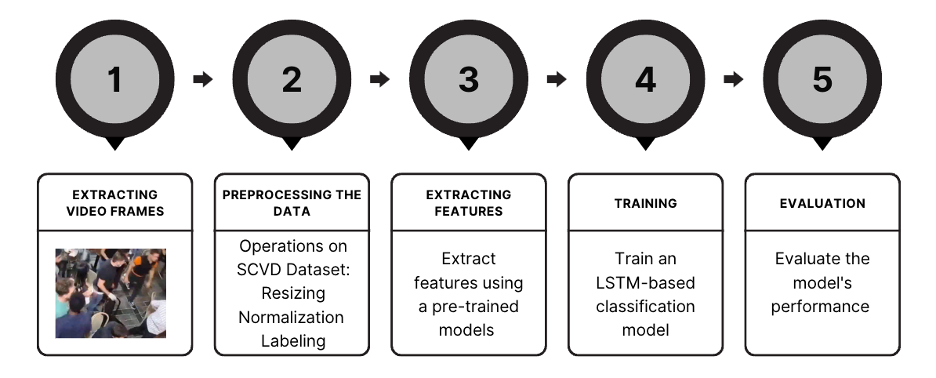 1
2
3
4
5
EXTRACTING
VIDEO FRAMES
PREPROCESSING THE
DATA
Operations on
SCVD Dataset:
Resizing
Normalization
Labeling
EXTRACTING
FEATURES
Extract
features using
a pre-trained
models
TRAINING
Train an
LSTM-based
classification
model
EVALUATION
Evaluate the
model's
performance